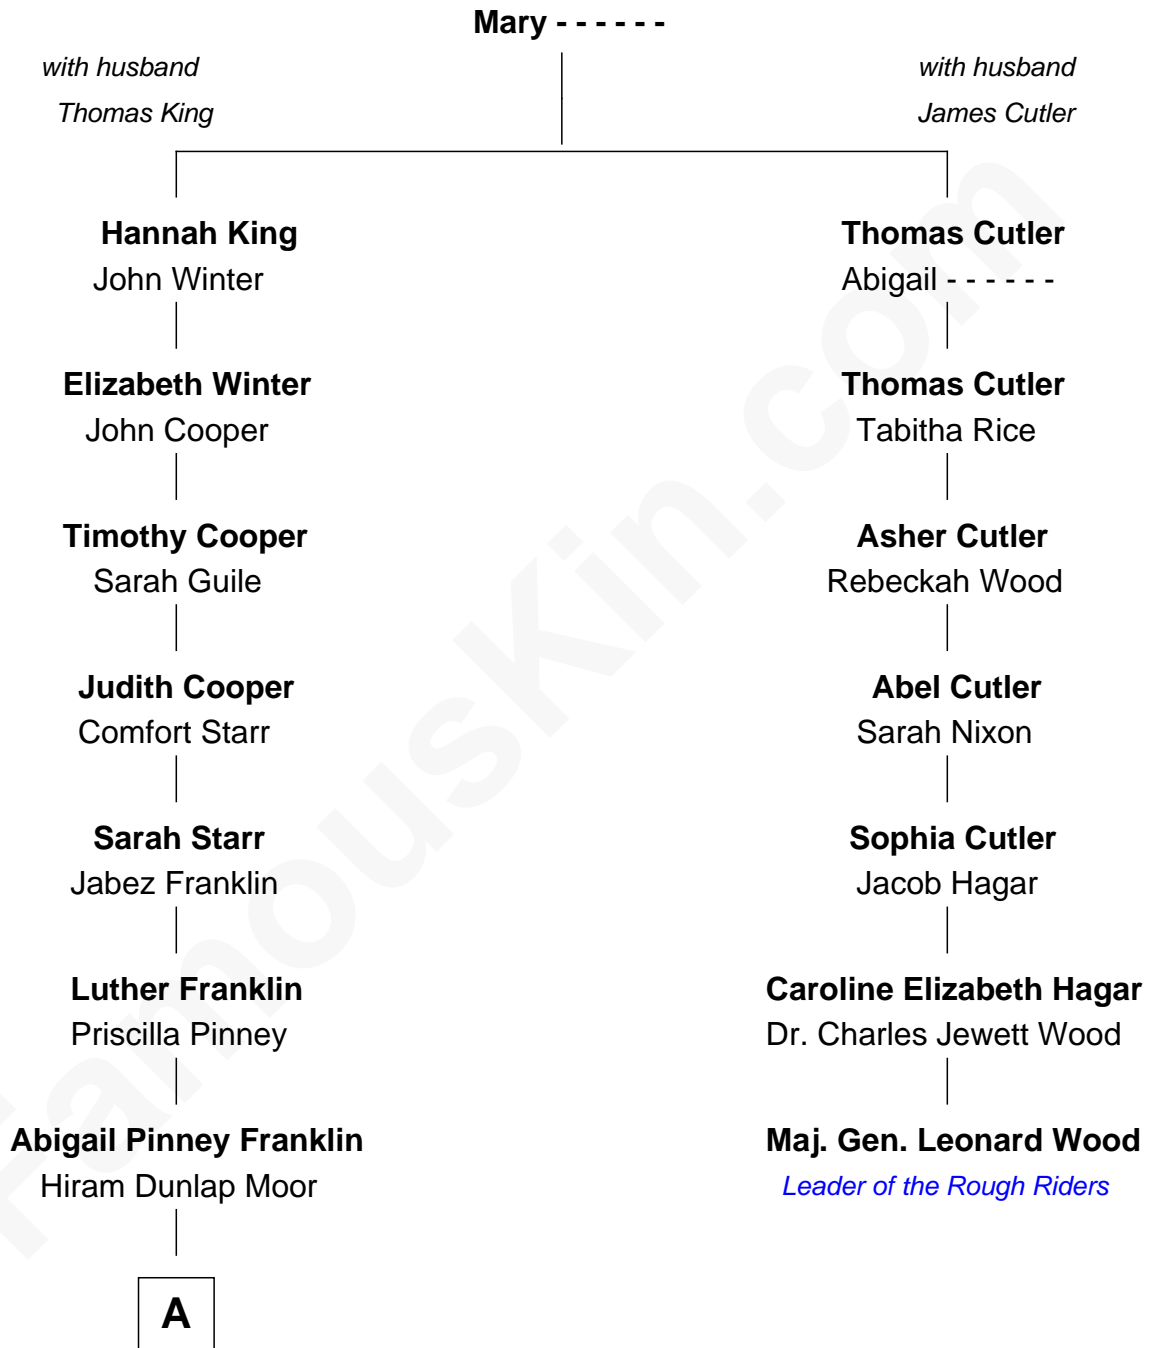 Mary - - - - - -
with husband
Thomas King
with husband
James Cutler
Hannah King
John Winter
Thomas Cutler
Abigail - - - - - -
Elizabeth Winter
John Cooper
Thomas Cutler
Tabitha Rice
Timothy Cooper
Sarah Guile
Asher Cutler
Rebeckah Wood
Judith Cooper
Comfort Starr
Abel Cutler
Sarah Nixon
Sarah Starr
Jabez Franklin
Sophia Cutler
Jacob Hagar
Luther Franklin
Priscilla Pinney
Caroline Elizabeth Hagar
Dr. Charles Jewett Wood
Abigail Pinney Franklin
Hiram Dunlap Moor
Maj. Gen. Leonard Wood
Leader of the Rough Riders
A
FamousKin.com